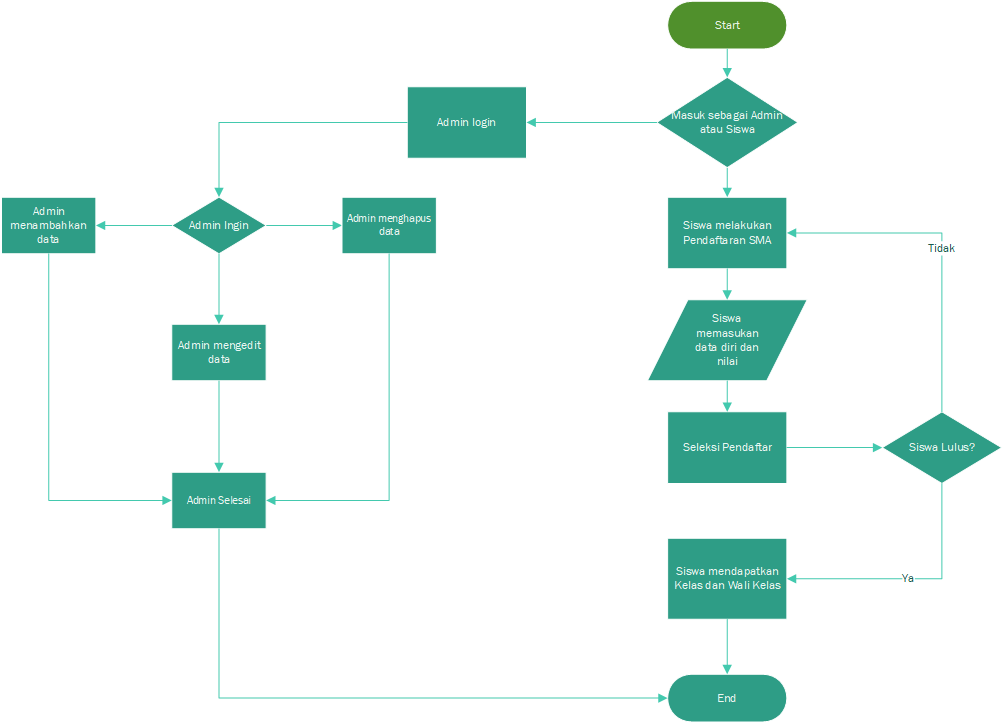 Start
Masuk sebagai Admin
atau Siswa
Admin login
Admin
menambahkan
data
Admin Ingin
Admin menghapus
data
Siswa melakukan
Pendaftaran SMA
Tidak
Siswa
memasukan
data diri dan
nilai
Admin mengedit
data
Seleksi Pendaftar
Siswa Lulus?
Admin Selesai
Siswa mendapatkan
Kelas dan Wali Kelas
Ya
End